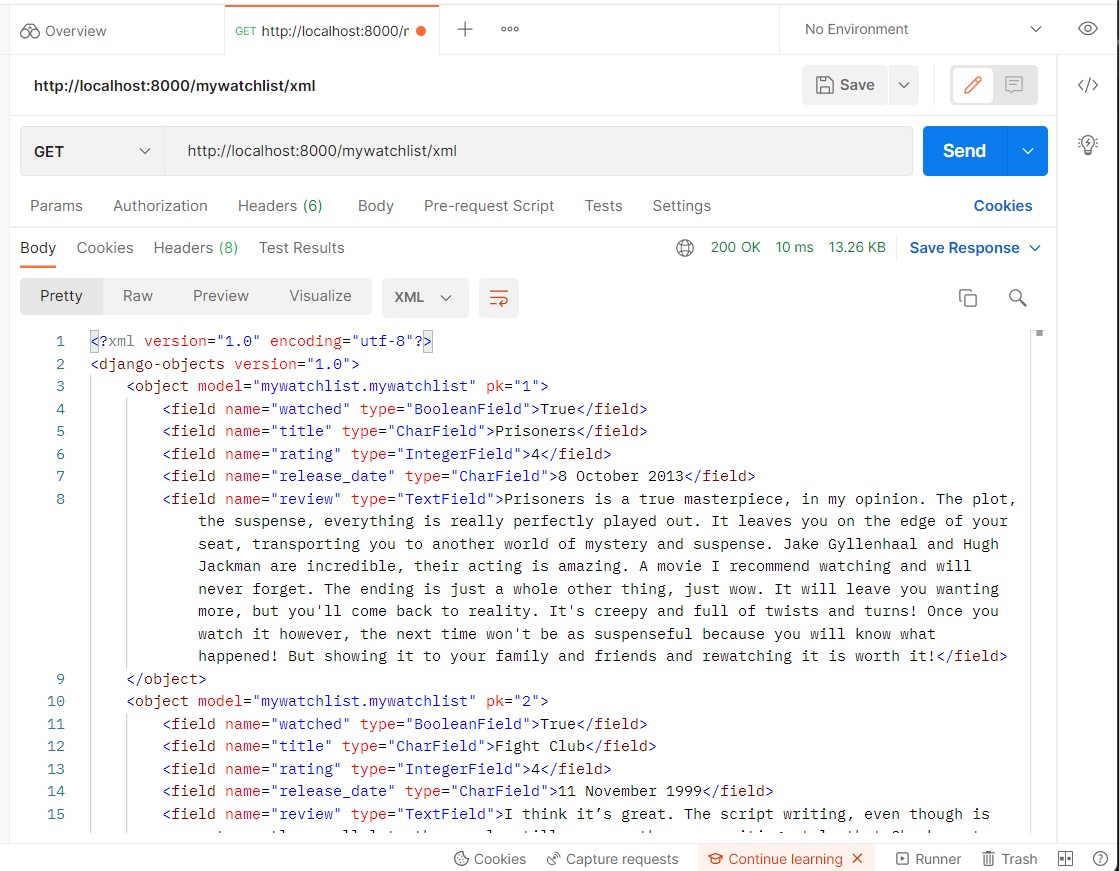 Overview
GET http://localhost:8000/r
No Environment
http://localhost:8000/mywatchlist/xml
Save
GET
http://localhost:8000/mywatchlist/xml
Send
Params Authorization Headers (6) Body Pre-request Script Tests Settings Cookies
Body Cookies Headers (8) Test Results 200 OK 10 ms 13.26 KB Save Response
Pretty Raw Preview Visualize XML
1 <?xml version="1.0" encoding="utf-8"?>
2 <django-objects version="1.0">
3 <object model="mywatchlist.mywatchlist" pk="1">
4 <field name="watched" type="BooleanField">True</field>
5 <field name="title" type="CharField">Prisoners</field>
6 <field name="rating" type="IntegerField">4</field>
7 <field name="release_date" type="CharField">8 October 2013</field>
8 <field name="review" type="TextField">Prisoners is a true masterpiece, in my opinion. The plot,
the suspense, everything is really perfectly played out. It leaves you on the edge of your
seat, transporting you to another world of mystery and suspense. Jake Gyllenhaal and Hugh
Jackman are incredible, their acting is amazing. A movie I recommend watching and will
never forget. The ending is just a whole other thing, just wow. It will leave you wanting
more, but you'll come back to reality. It's creepy and full of twists and turns! Once you
watch it however, the next time won't be as suspenseful because you will know what
happened! But showing it to your family and friends and rewatching it is worth it!</field>
9 </object>
10 <object model="mywatchlist.mywatchlist" pk="2">
11 <field name="watched" type="BooleanField">True</field>
12 <field name="title" type="CharField">Fight Club</field>
13 <field name="rating" type="IntegerField">4</field>
14 <field name="release_date" type="CharField">11 November 1999</field>
15 <field name="review" type="TextField">I think it’s great. The script writing, even though is
Cookies Capture requests Continue learning Runner Trash